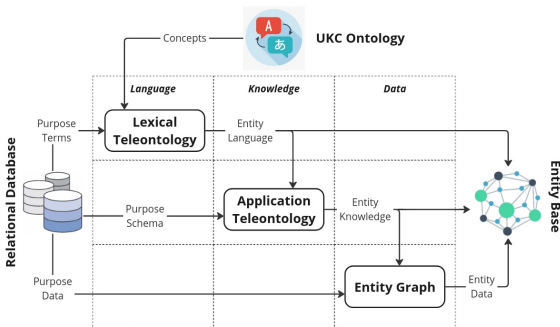 Concepts
UKC Ontology
A
あ
Language
Knowledge
Data
Relational Database
Purpose
Terms
Lexical
Teleontology
Entity
Language
Purpose
Schema
Application
Teleontology
Entity
Knowledge
Entity Base
Purpose
Data
Entity Graph
Entity
Data